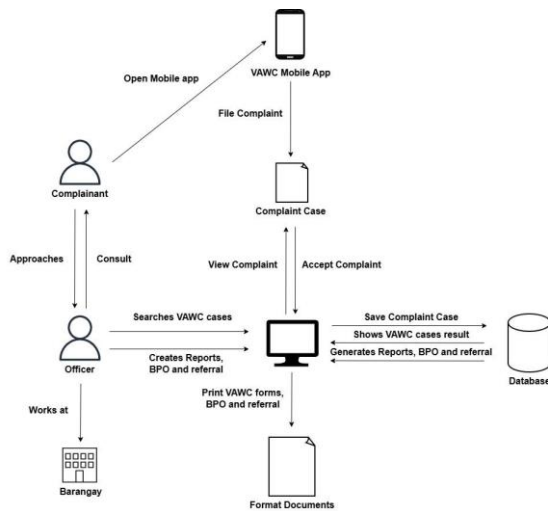 Open Mobile app
VAWC Mobile App
File Complaint
Complainant
Complaint Case
Approaches
Consult
View Complaint
Accept Complaint
Searches VAWC cases
Save Complaint Case
Shows VAWC cases result
Generates Reports, BPO and referral
Officer
Creates Reports,
BPO and referral
Database
Works at
Print VAWC forms,
BPO and referral
Barangay
Format Documents